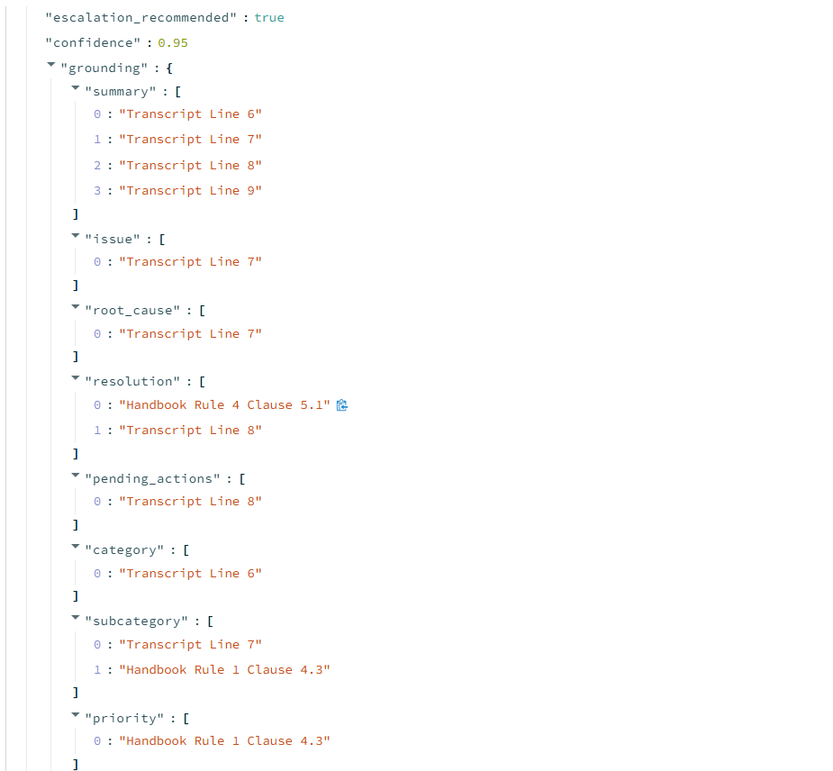 "escalation_recommended" : true
"confidence" : 0.95
"grounding" : {
"summary" : [
0 : "Transcript Line 6"
1 : "Transcript Line 7"
2 : "Transcript Line 8"
3 : "Transcript Line 9"
]
"issue" : [
0 : "Transcript Line 7"
]
"root_cause" : [
0 : "Transcript Line 7"
]
"resolution" : [
0 : "Handbook Rule 4 Clause 5.1"
1 : "Transcript Line 8"
]
"pending_actions" : [
0 : "Transcript Line 8"
]
"category" : [
0 : "Transcript Line 6"
]
"subcategory" : [
0 : "Transcript Line 7"
1 : "Handbook Rule 1 Clause 4.3"
]
"priority" : [
0 : "Handbook Rule 1 Clause 4.3"
]